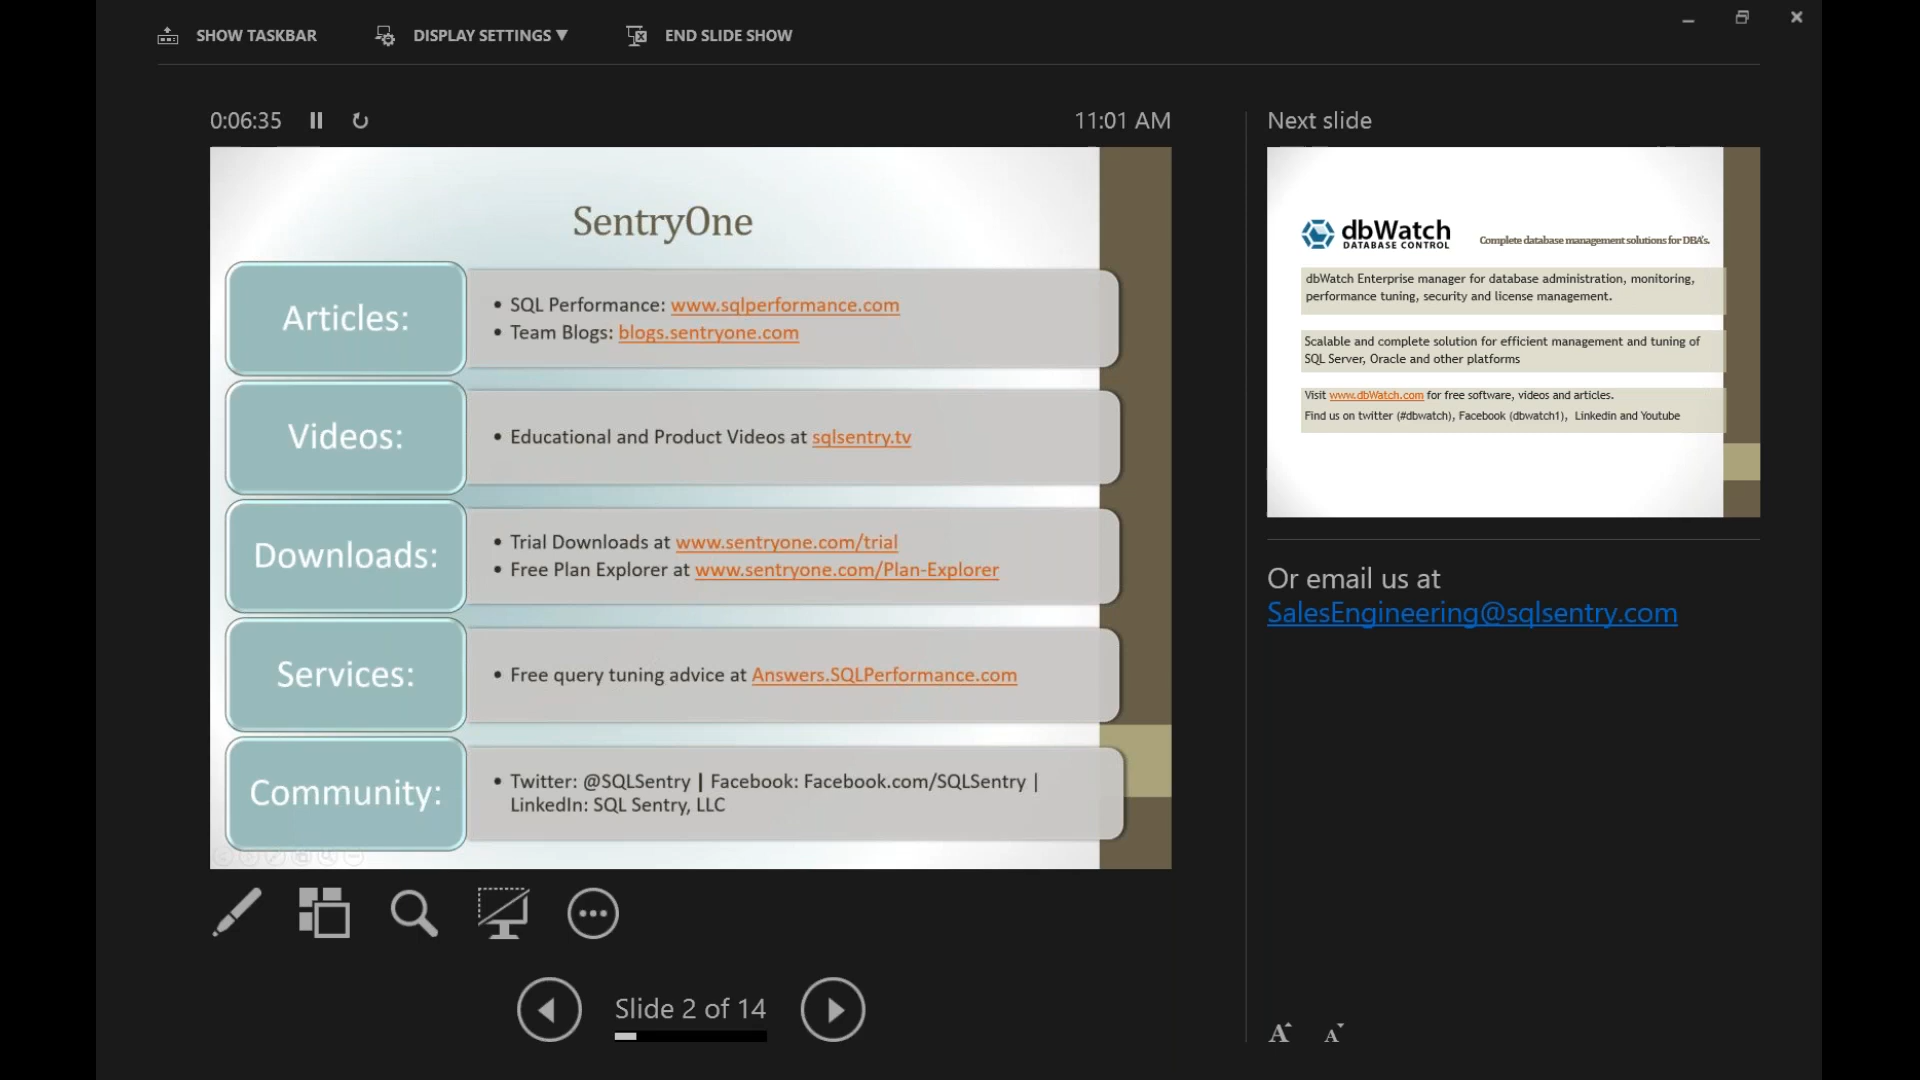 SHOW TASKBAR
DISPLAY SETTINGS ▼
END SLIDE SHOW
0:06:35
11:01 AM
Next slide
SentryOne
Articles:
• SQL Performance: www.sqlperformance.com
• Team Blogs: blogs.sentryone.com
Videos:
• Educational and Product Videos at sqlsentry.tv
Downloads:
• Trial Downloads at www.sentryone.com/trial
• Free Plan Explorer at www.sentryone.com/Plan-Explorer
Services:
• Free query tuning advice at Answers.SQLPerformance.com
Community:
• Twitter: @SQLSentry | Facebook: Facebook.com/SQLSentry |
LinkedIn: SQL Sentry, LLC
Slide 2 of 14
dbWatch
DATABASE CONTROL
Complete database management solutions for DBA's.
dbWatch Enterprise manager for database administration, monitoring,
performance tuning, security and license management.
Scalable and complete solution for efficient management and tuning of
SQL Server, Oracle and other platforms
Visit www.dbWatch.com for free software, videos and articles.
Find us on twitter (#dbwatch), Facebook (dbwatch1), Linkedin and Youtube
Or email us at
SalesEngineering@sqlsentry.com
A A